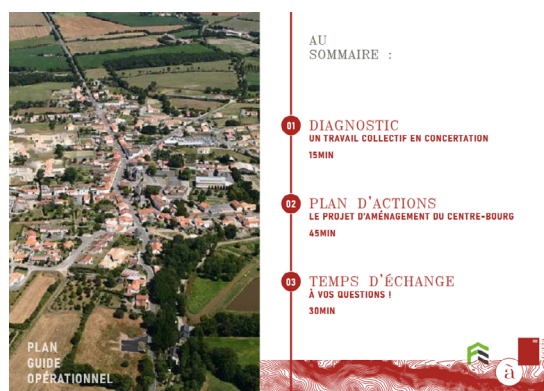 AU
SOMMAIRE :
01
DIAGNOSTIC
UN TRAVAIL COLLECTIF EN CONCERTATION
15MIN
02
PLAN D'ACTIONS
LE PROJET D'AMÉNAGEMENT DU CENTRE-BOURG
45MIN
03
TEMPS D'ÉCHANGE
À VOS QUESTIONS !
30MIN
PLAN
GUIDE
OPÉRATIONNEL
à